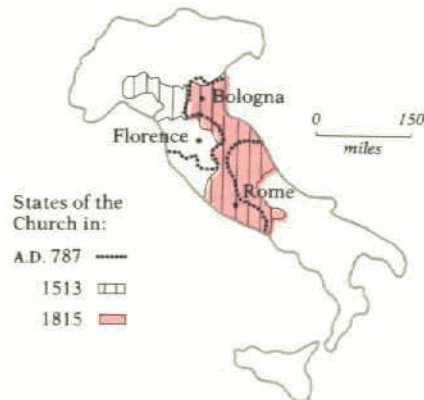 Bologna
Florence
0 150
miles
Rome
States of the
Church in:
A.D. 787
1513
1815